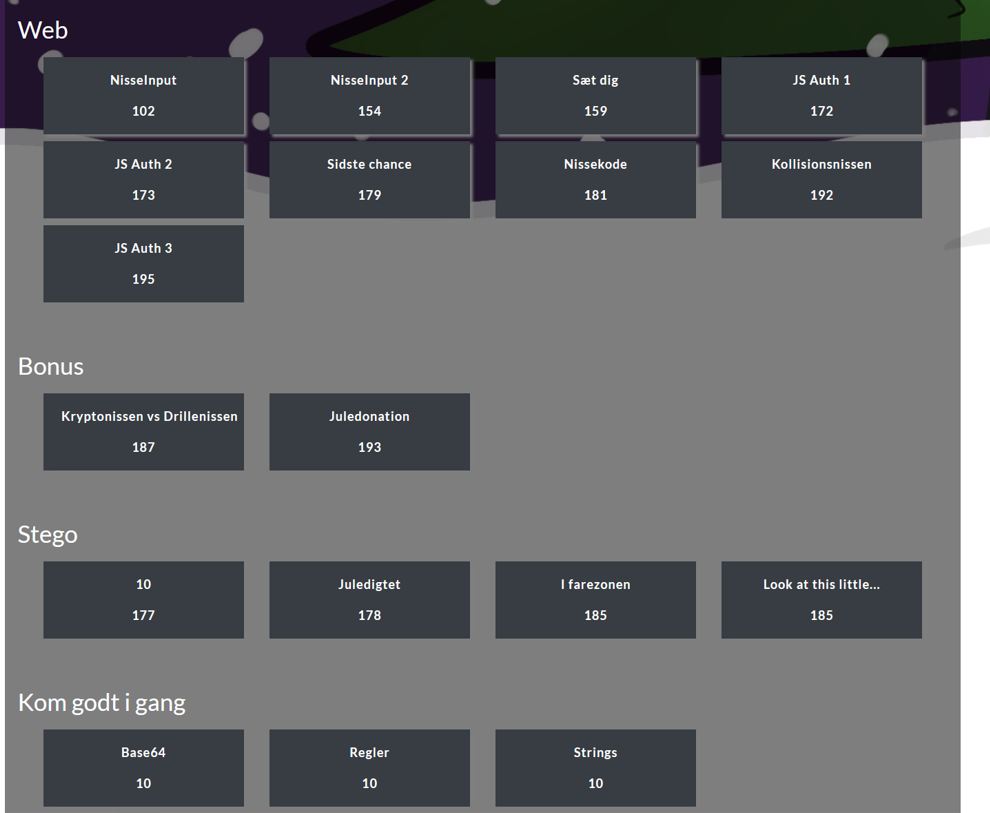 Web
NisseInput
102
NisseInput 2
154
Sæt dig
159
JS Auth 1
172
JS Auth 2
173
Sidste chance
179
Nissekode
181
Kollisionsnissen
192
JS Auth 3
195
Bonus
Kryptonissen vs Drillenissen
187
Juledonation
193
Stego
10
177
Juledigtet
178
I farezonen
185
Look at this little...
185
Kom godt i gang
Base64
10
Regler
10
Strings
10